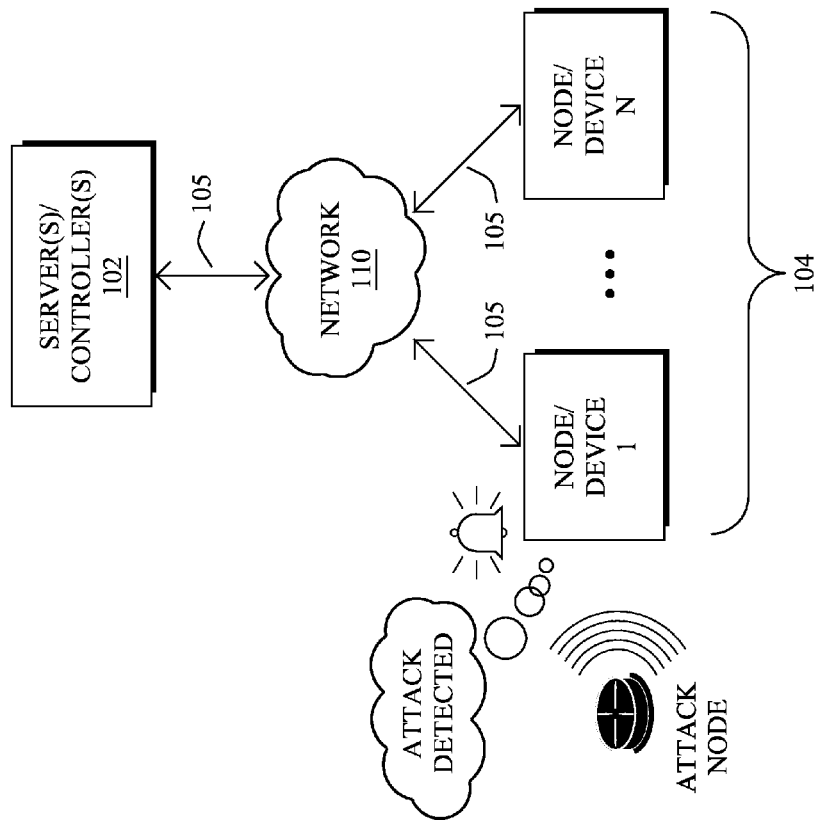 SERVER(S)/
CONTROLLER(S)
102
105
NETWORK
110
105
105
NODE/
DEVICE
1
NODE/
DEVICE
N
104
ATTACK
DETECTED
ATTACK
NODE